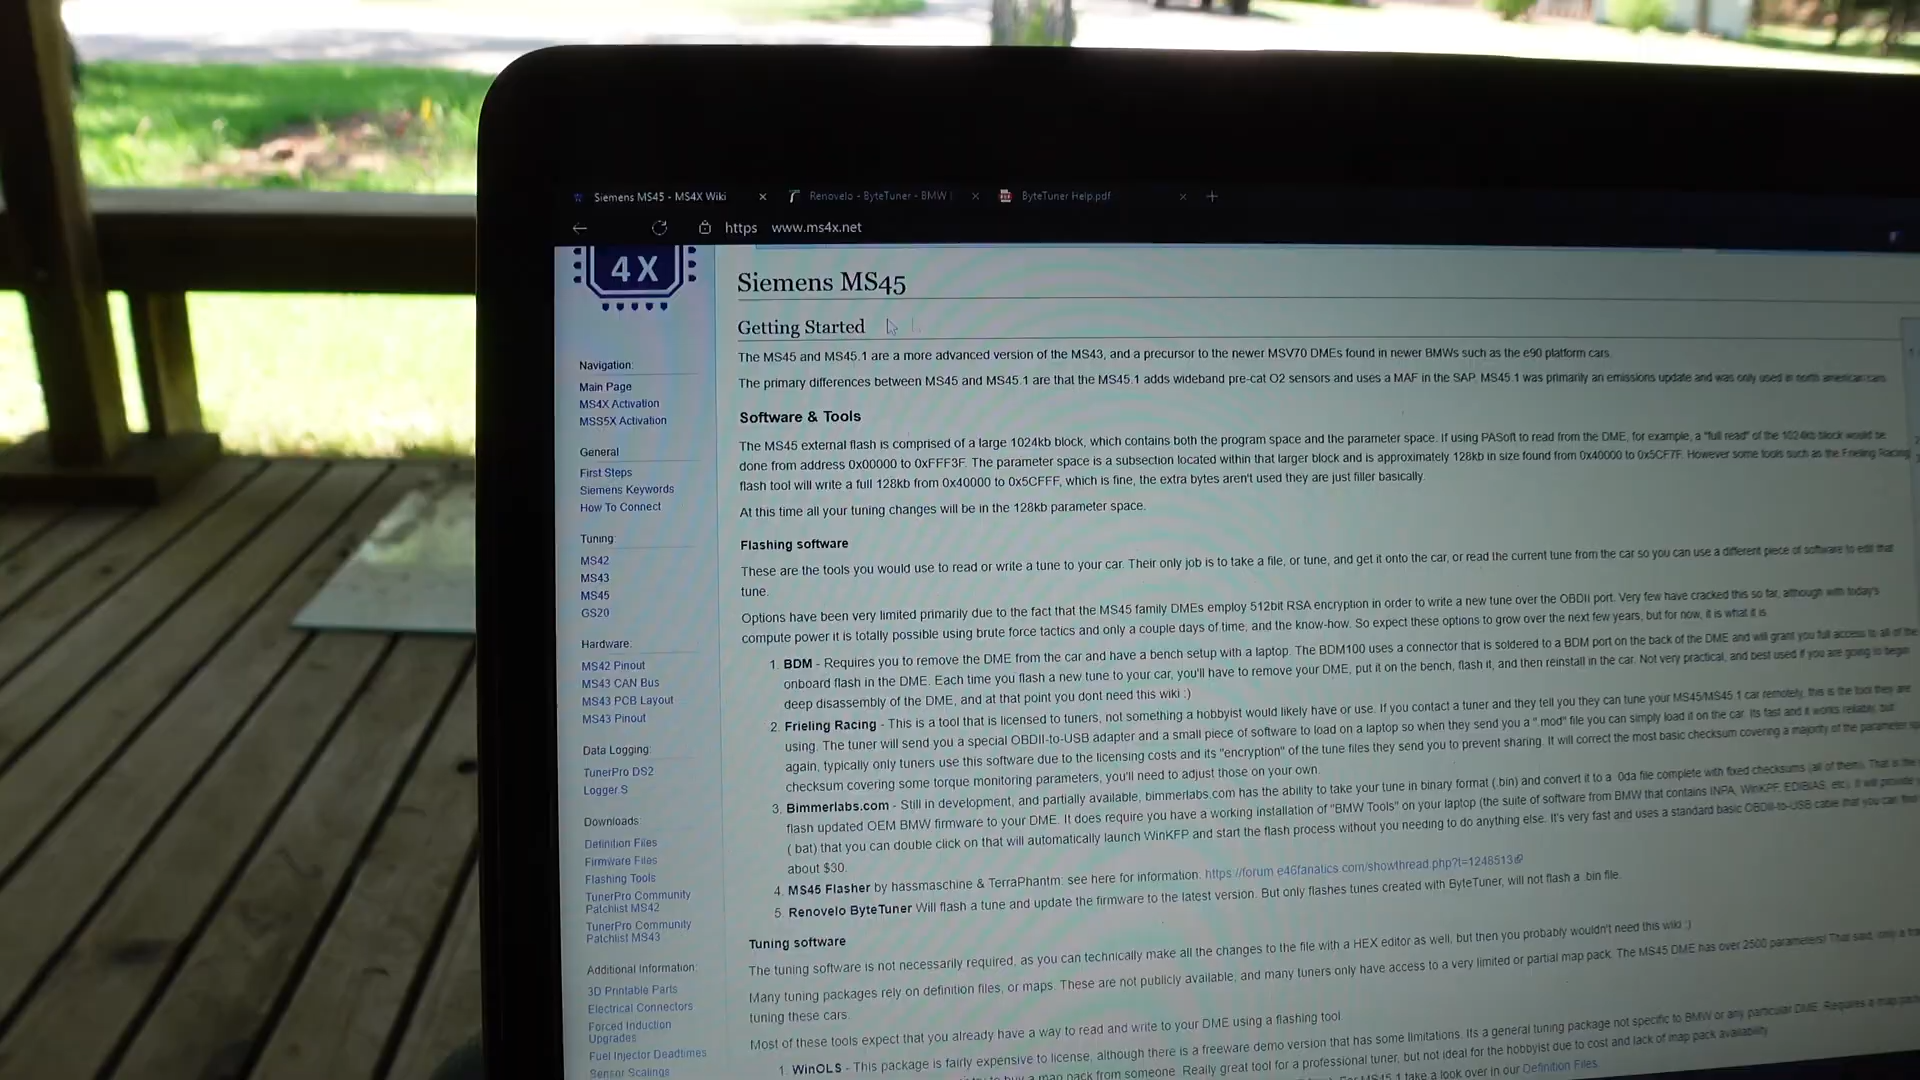 Siemens MS45 - MS4X Wiki
Renovelo - ByteTuner - BMW
ByteTuner Help.pdf
https www.ms4x.net
4X
Navigation:
Main Page
MS4X Activation
MSS5X Activation
General
First Steps
Siemens Keywords
How To Connect
Tuning:
MS42
MS43
MS45
GS20
Hardware:
MS42 Pinout
MS43 CAN Bus
MS43 PCB Layout
MS43 Pinout
Data Logging:
TunerPro DS2
Logger S
Downloads:
Definition Files
Firmware Files
Flashing Tools
TunerPro Community
Patchlist MS42
TunerPro Community
Patchlist MS43
Additional Information:
3D Printable Parts
Electrical Connectors
Forced Induction
Upgrades
Fuel Injector Deadtimes
Sensor Scalings
Siemens MS45
Getting Started
The MS45 and MS45.1 are a more advanced version of the MS43, and a precursor to the newer MSV70 DMEs found in newer BMWs such as the e90 platform cars.
The primary differences between MS45 and MS45.1 are that the MS45.1 adds wideband pre-cat O2 sensors and uses a MAF in the SAP. MS45.1 was primarily an emissions update and was only used in north american cars
Software & Tools
The MS45 external flash is comprised of a large 1024kb block, which contains both the program space and the parameter space. If using PASoft to read from the DME, for example, a "full read" of the 1024kb block would be
done from address 0x00000 to 0xFFF3F. The parameter space is a subsection located within that larger block and is approximately 128kb in size found from 0x40000 to 0x5CF7F. However some tools such as the Frieling Racing
flash tool will write a full 128kb from 0x40000 to 0x5CFFF, which is fine, the extra bytes aren't used they are just filler basically.
At this time all your tuning changes will be in the 128kb parameter space.
Flashing software
These are the tools you would use to read or write a tune to your car. Their only job is to take a file, or tune, and get it onto the car, or read the current tune from the car so you can use a different piece of software to edit that
tune.
Options have been very limited primarily due to the fact that the MS45 family DMEs employ 512bit RSA encryption in order to write a new tune over the OBDII port. Very few have cracked this so far, although with today's
compute power it is totally possible using brute force tactics and only a couple days of time, and the know-how. So expect these options to grow over the next few years, but for now, it is what it is.
1. BDM - Requires you to remove the DME from the car and have a bench setup with a laptop. The BDM100 uses a connector that is soldered to a BDM port on the back of the DME and will grant you full access to all of the
onboard flash in the DME. Each time you flash a new tune to your car, you'll have to remove your DME, put it on the bench, flash it, and then reinstall in the car. Not very practical, and best used if you are going to begin
deep disassembly of the DME, and at that point you dont need this wiki :)
2. Frieling Racing - This is a tool that is licensed to tuners, not something a hobbyist would likely have or use. If you contact a tuner and they tell you they can tune your MS45/MS45.1 car remotely, this is the tool they are
using. The tuner will send you a special OBDII-to-USB adapter and a small piece of software to load on a laptop so when they send you a ".mod" file you can simply load it on the car. Its fast and it works reliably, but
again, typically only tuners use this software due to the licensing costs and its "encryption" of the tune files they send you to prevent sharing. It will correct the most basic checksum covering a majority of the parameter
checksum covering some torque monitoring parameters, you'll need to adjust those on your own.
3. Bimmerlabs.com - Still in development, and partially available, bimmerlabs.com has the ability to take your tune in binary format (.bin) and convert it to a 0da file complete with fixed checksums (all of them). That is the
flash updated OEM BMW firmware to your DME. It does require you have a working installation of "BMW Tools" on your laptop (the suite of software from BMW that contains INPA, WinKFP, EDIBIAS, etc). It will provide
(.bat) that you can double click on that will automatically launch WinKFP and start the flash process without you needing to do anything else. It's very fast and uses a standard basic OBDII-to-USB cable that you can
about $30.
4. MS45 Flasher by hassmaschine & TerraPhantm: see here for information: https://forum.e46fanatics.com/showthread.php?t=1248513
5. Renovelo ByteTuner Will flash a tune and update the firmware to the latest version. But only flashes tunes created with ByteTuner, will not flash a .bin file.
Tuning software
The tuning software is not necessarily required, as you can technically make all the changes to the file with a HEX editor as well, but then you probably wouldn't need this wiki :)
Many tuning packages rely on definition files, or maps. These are not publicly available, and many tuners only have access to a very limited or partial map pack. The MS45 DME has over 2500 parameters! That said, only a
tuning these cars.
Most of these tools expect that you already have a way to read and write to your DME using a flashing tool.
1. WinOLS - This package is fairly expensive to license, although there is a freeware demo version that has some limitations. Its a general tuning package not specific to BMW or any particular DME. Requires a map
a map pack from someone. Really great tool for a professional tuner, but not ideal for the hobbyist due to cost and lack of map pack availability.
take a look over in our Definition Files.